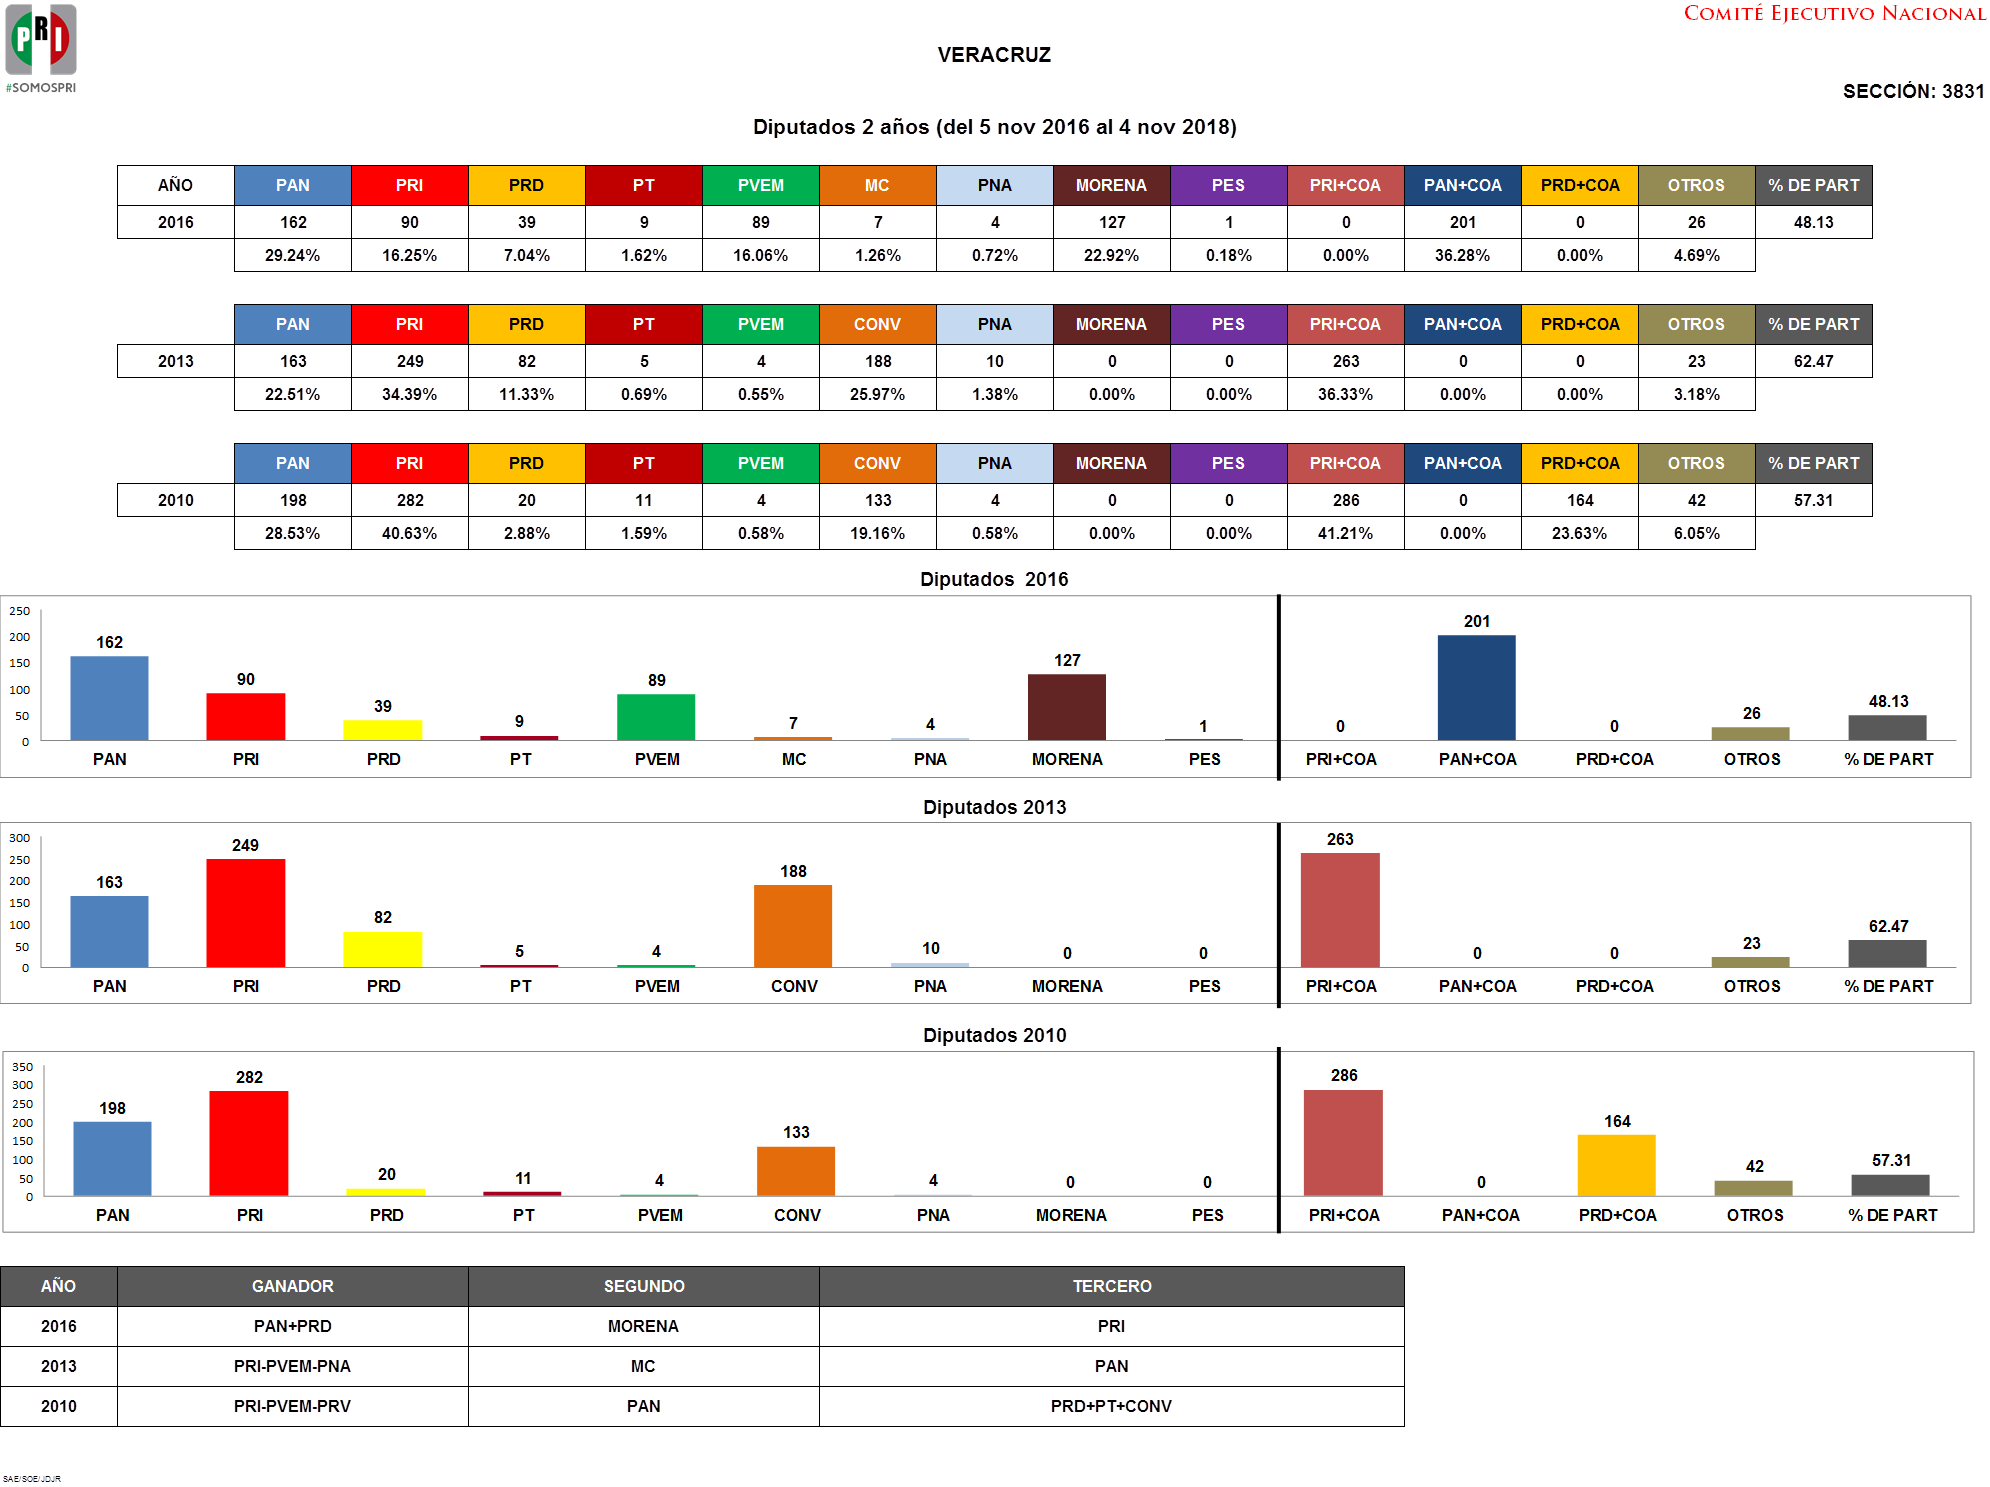 PRI
#SOMOSPRI
COMITÉ EJECUTIVO NACIONAL
VERACRUZ
SECCIÓN: 3831
Diputados 2 años (del 5 nov 2016 al 4 nov 2018)
AÑO PAN PRI PRD PT PVEM MC PNA MORENA PES PRI+COA PAN+COA PRD+COA OTROS % DE PART
2016 162 90 39 9 89 7 4 127 1 0 201 0 26 48.13
29.24% 16.25% 7.04% 1.62% 16.06% 1.26% 0.72% 22.92% 0.18% 0.00% 36.28% 0.00% 4.69%
PAN PRI PRD PT PVEM CONV PNA MORENA PES PRI+COA PAN+COA PRD+COA OTROS % DE PART
2013 163 249 82 5 4 188 10 0 0 263 0 0 23 62.47
22.51% 34.39% 11.33% 0.69% 0.55% 25.97% 1.38% 0.00% 0.00% 36.33% 0.00% 0.00% 3.18%
PAN PRI PRD PT PVEM CONV PNA MORENA PES PRI+COA PAN+COA PRD+COA OTROS % DE PART
2010 198 282 20 11 4 133 4 0 0 286 0 164 42 57.31
28.53% 40.63% 2.88% 1.59% 0.58% 19.16% 0.58% 0.00% 0.00% 41.21% 0.00% 23.63% 6.05%
Diputados 2016
250
200
150
100
50
0
162 90 39 9 89 7 4 127 1 0 201 0 26 48.13
PAN PRI PRD PT PVEM MC PNA MORENA PES PRI+COA PAN+COA PRD+COA OTROS % DE PART
Diputados 2013
300
250
200
150
100
50
0
163 249 82 5 4 188 10 0 0 263 0 0 23 62.47
PAN PRI PRD PT PVEM CONV PNA MORENA PES PRI+COA PAN+COA PRD+COA OTROS % DE PART
Diputados 2010
350
300
250
200
150
100
50
0
198 282 20 11 4 133 4 0 0 286 0 164 42 57.31
PAN PRI PRD PT PVEM CONV PNA MORENA PES PRI+COA PAN+COA PRD+COA OTROS % DE PART
AÑO GANADOR SEGUNDO TERCERO
2016 PAN+PRD MORENA PRI
2013 PRI-PVEM-PNA MC PAN
2010 PRI-PVEM-PRV PAN PRD+PT+CONV
SAE/SOE/JDJR